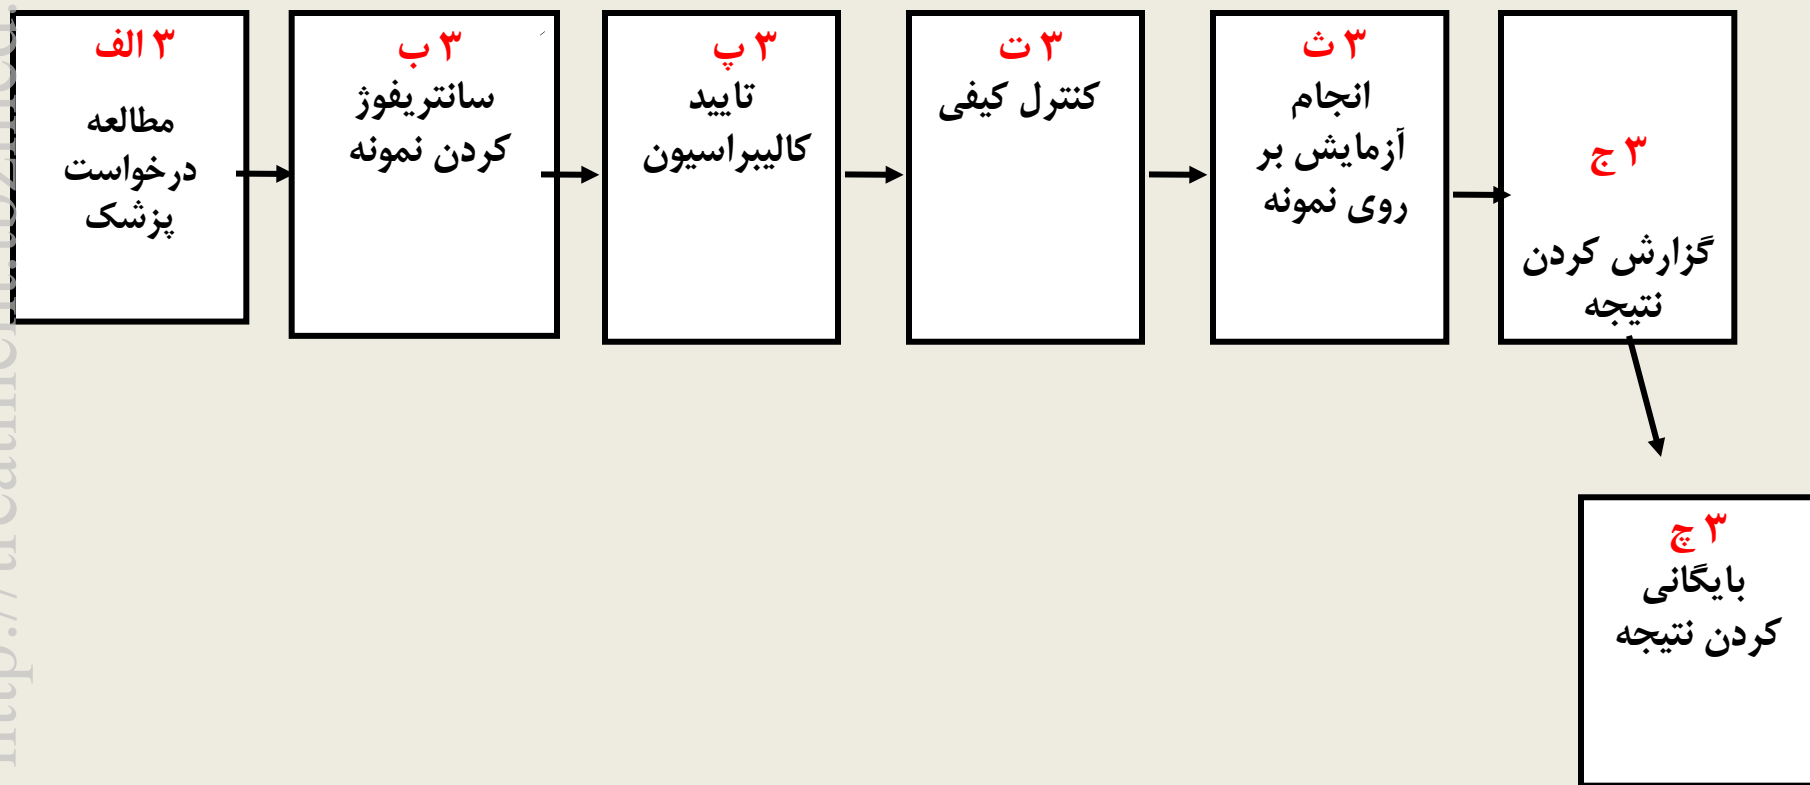 ۳ الف
مطالعه
درخواست
پزشک
۳ ب
سانتریفوژ
کردن نمونه
۳ پ
تایید
کالیبراسیون
۳ ت
کنترل کیفی
۳ ث
انجام
آزمایش بر
روی نمونه
۳ ج
گزارش کردن
نتیجه
۳ چ
بایگانی
کردن نتیجه